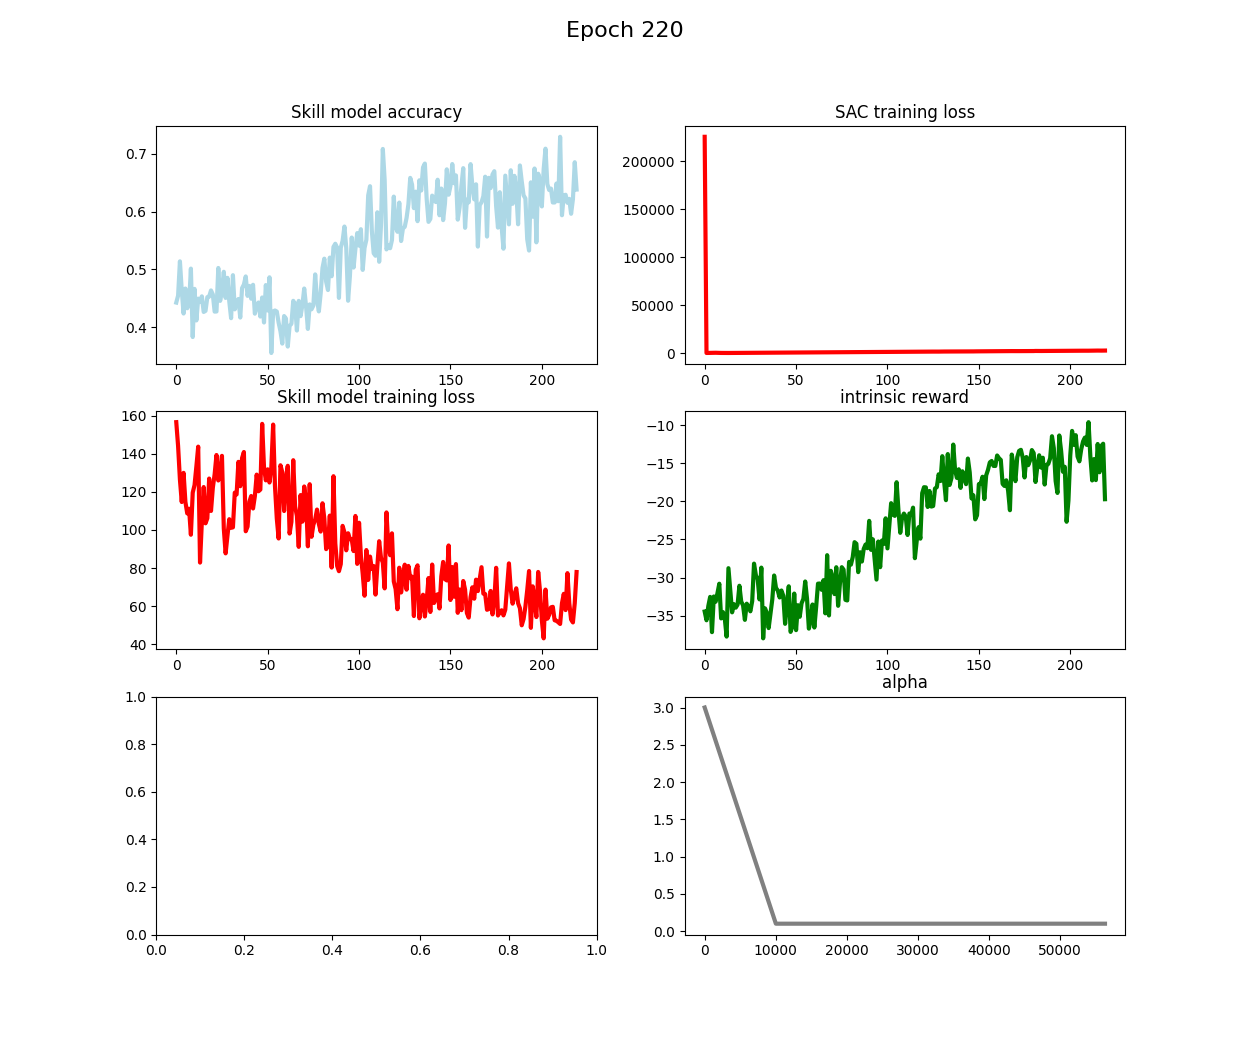 Epoch 220
Skill model accuracy
0.7
0.6
0.5
0.4
0 50 100 150 200
SAC training loss
200000
150000
100000
50000
0
0 50 100 150 200
Skill model training loss
160
140
120
100
80
60
40
0 50 100 150 200
intrinsic reward
−10
−15
−20
−25
−30
−35
0 50 100 150 200
1.0
0.8
0.6
0.4
0.2
0.0
0.0 0.2 0.4 0.6 0.8 1.0
alpha
3.0
2.5
2.0
1.5
1.0
0.5
0.0
0 10000 20000 30000 40000 50000